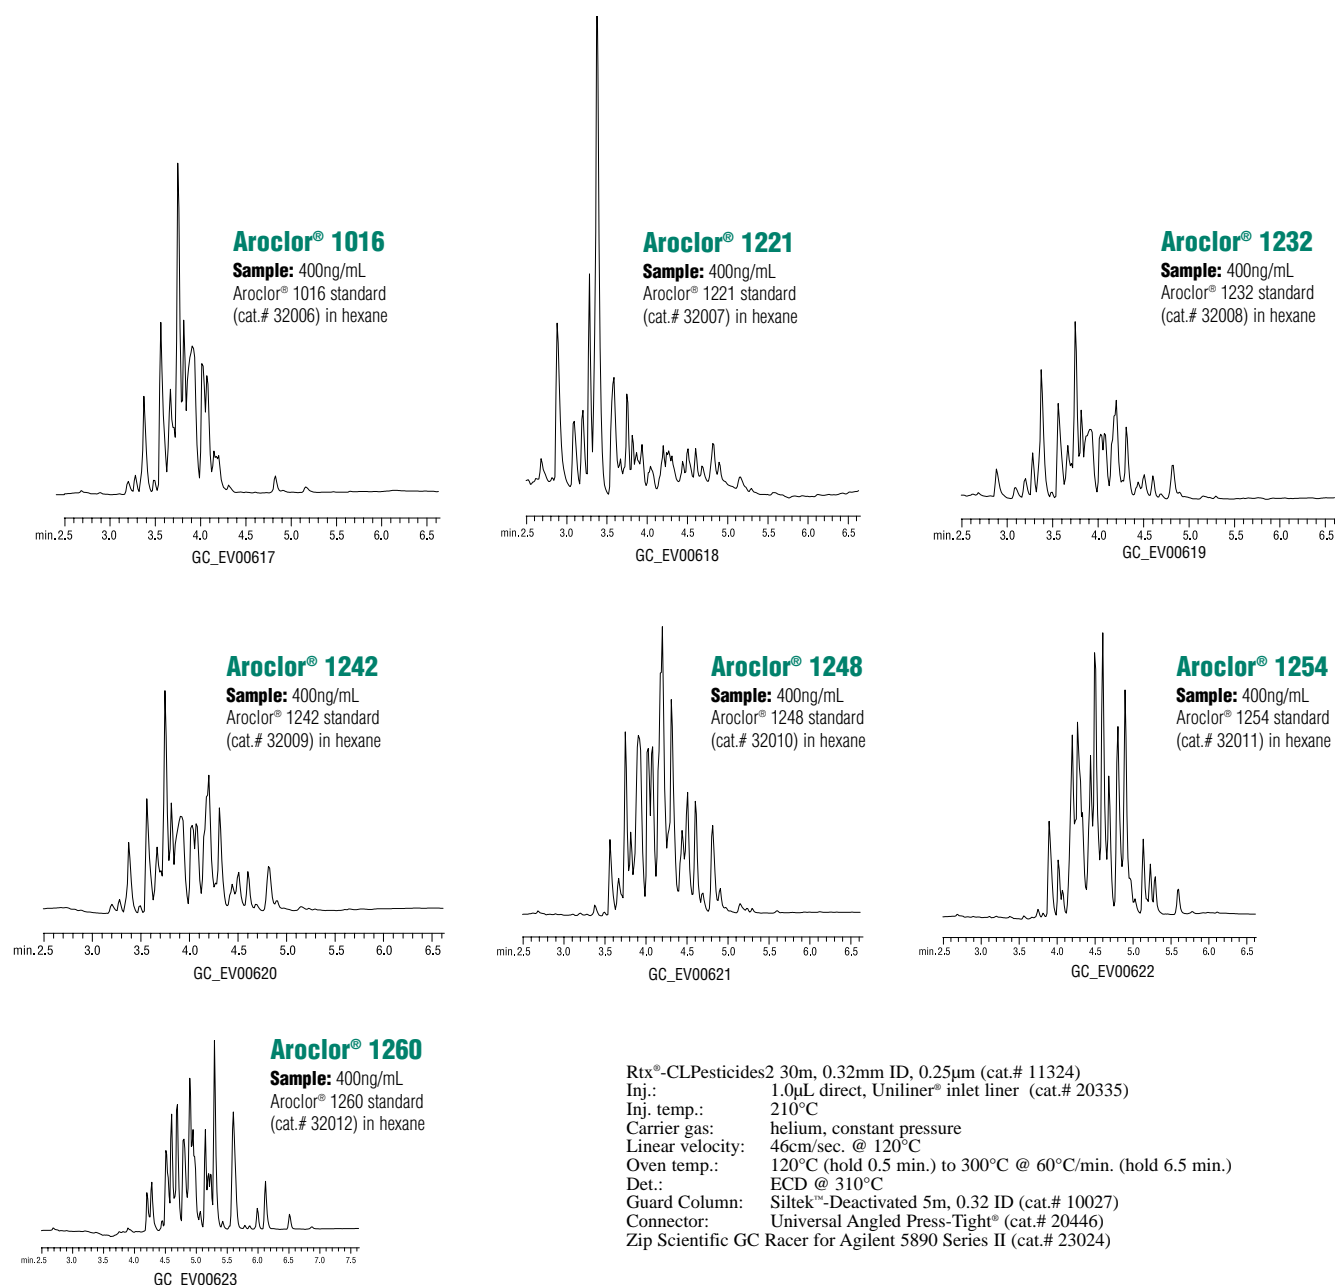 Aroclor® 1016
Sample: 400ng/mL
Aroclor® 1016 standard
(cat.# 32006) in hexane
min. 2.5 3.0 3.5 4.0 4.5 5.0 5.5 6.0 6.5
GC_EV00617
Aroclor® 1221
Sample: 400ng/mL
Aroclor® 1221 standard
(cat.# 32007) in hexane
min. 2.5 3.0 3.5 4.0 4.5 5.0 5.5 6.0 6.5
GC_EV00618
Aroclor® 1232
Sample: 400ng/mL
Aroclor® 1232 standard
(cat.# 32008) in hexane
min. 2.5 3.0 3.5 4.0 4.5 5.0 5.5 6.0 6.5
GC_EV00619
Aroclor® 1242
Sample: 400ng/mL
Aroclor® 1242 standard
(cat.# 32009) in hexane
min. 2.5 3.0 3.5 4.0 4.5 5.0 5.5 6.0 6.5
GC_EV00620
Aroclor® 1248
Sample: 400ng/mL
Aroclor® 1248 standard
(cat.# 32010) in hexane
min. 2.5 3.0 3.5 4.0 4.5 5.0 5.5 6.0 6.5
GC_EV00621
Aroclor® 1254
Sample: 400ng/mL
Aroclor® 1254 standard
(cat.# 32011) in hexane
min. 2.5 3.0 3.5 4.0 4.5 5.0 5.5 6.0 6.5
GC_EV00622
Aroclor® 1260
Sample: 400ng/mL
Aroclor® 1260 standard
(cat.# 32012) in hexane
min. 2.5 3.0 3.5 4.0 4.5 5.0 5.5 6.0 6.5 7.0 7.5
GC_EV00623
Rtx®-CLPesticides2 30m, 0.32mm ID, 0.25µm (cat.# 11324)
Inj.: 1.0µL direct, Uniliner® inlet liner (cat.# 20335)
Inj. temp.: 210°C
Carrier gas: helium, constant pressure
Linear velocity: 46cm/sec. @ 120°C
Oven temp.: 120°C (hold 0.5 min.) to 300°C @ 60°C/min. (hold 6.5 min.)
Det.: ECD @ 310°C
Guard Column: Siltek™-Deactivated 5m, 0.32 ID (cat.# 10027)
Connector: Universal Angled Press-Tight® (cat.# 20446)
Zip Scientific GC Racer for Agilent 5890 Series II (cat.# 23024)